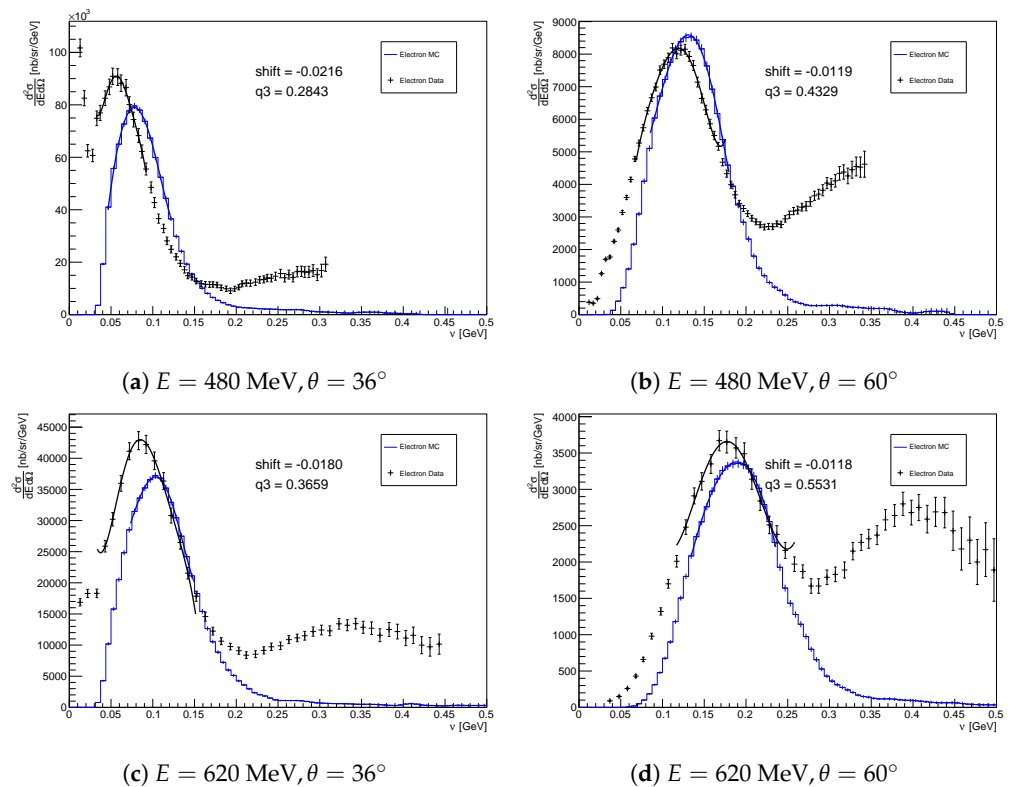 ×10³
d²σ/dEdΩ [nb/sr/GeV]
100
80
60
40
20
0
Electron MC
Electron Data
shift = -0.0216
q3 = 0.2843
0 0.05 0.1 0.15 0.2 0.25 0.3 0.35 0.4 0.45 0.5
ν [GeV]
(a) E = 480 MeV, θ = 36°
d²σ/dEdΩ [nb/sr/GeV]
9000
8000
7000
6000
5000
4000
3000
2000
1000
0
Electron MC
Electron Data
shift = -0.0119
q3 = 0.4329
0 0.05 0.1 0.15 0.2 0.25 0.3 0.35 0.4 0.45 0.5
ν [GeV]
(b) E = 480 MeV, θ = 60°
d²σ/dEdΩ [nb/sr/GeV]
45000
40000
35000
30000
25000
20000
15000
10000
5000
0
Electron MC
Electron Data
shift = -0.0180
q3 = 0.3659
0 0.05 0.1 0.15 0.2 0.25 0.3 0.35 0.4 0.45 0.5
ν [GeV]
(c) E = 620 MeV, θ = 36°
d²σ/dEdΩ [nb/sr/GeV]
4000
3500
3000
2500
2000
1500
1000
500
0
Electron MC
Electron Data
shift = -0.0118
q3 = 0.5531
0 0.05 0.1 0.15 0.2 0.25 0.3 0.35 0.4 0.45 0.5
ν [GeV]
(d) E = 620 MeV, θ = 60°